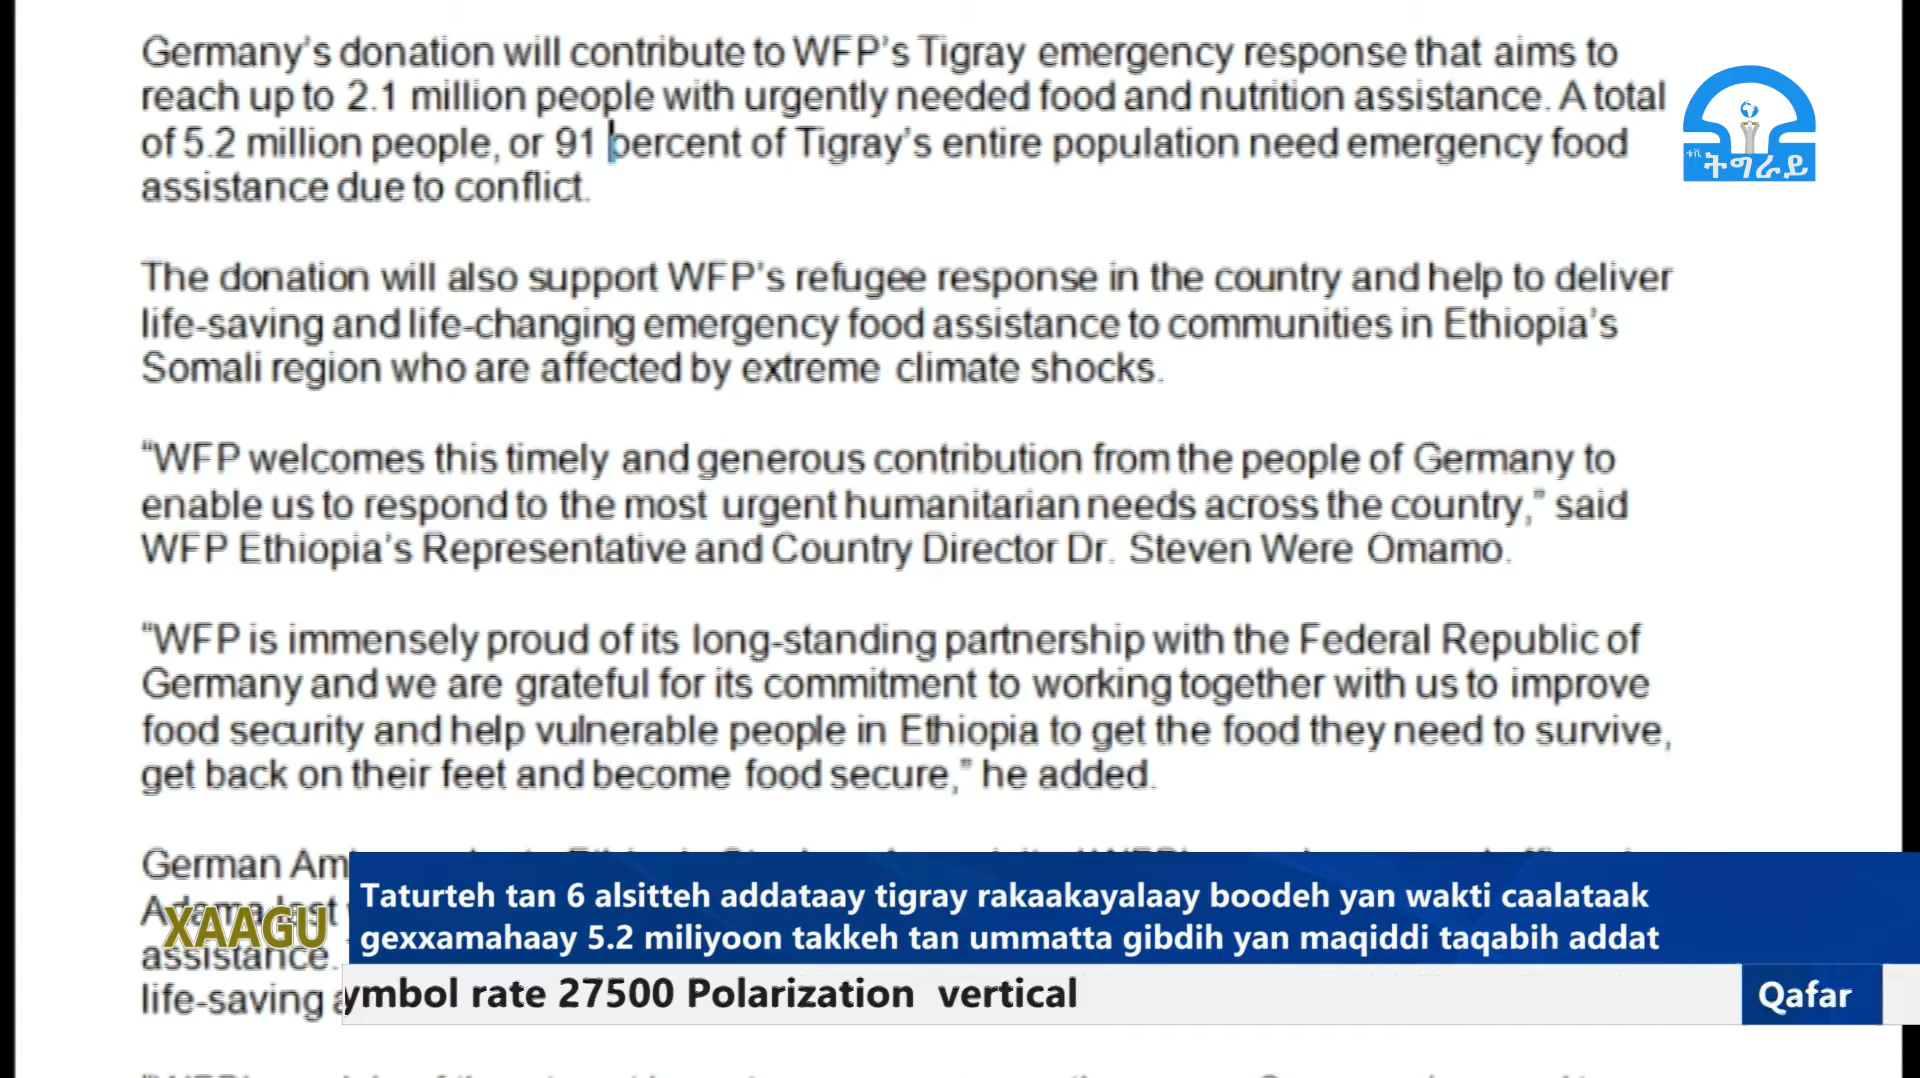 Germany's donation will contribute to WFP's Tigray emergency response that aims to
reach up to 2.1 million people with urgently needed food and nutrition assistance. A total
of 5.2 million people, or 91 percent of Tigray's entire population need emergency food
assistance due to conflict.
ቲቪ ትግራይ
The donation will also support WFP's refugee response in the country and help to deliver
life-saving and life-changing emergency food assistance to communities in Ethiopia's
Somali region who are affected by extreme climate shocks.
"WFP welcomes this timely and generous contribution from the people of Germany to
enable us to respond to the most urgent humanitarian needs across the country," said
WFP Ethiopia's Representative and Country Director Dr. Steven Were Omamo.
"WFP is immensely proud of its long-standing partnership with the Federal Republic of
Germany and we are grateful for its commitment to working together with us to improve
food security and help vulnerable people in Ethiopia to get the food they need to survive,
get back on their feet and become food secure," he added.
German
assistance.
life-saving
XAAGU
Taturteh tan 6 alsitteh addataay tigray rakaakayalaay boodeh yan wakti caalataak
gexxamahaay 5.2 miliyoon takkeh tan ummatta gibdih yan maqiddi taqabih addat
ymbol rate 27500 Polarization vertical
Qafar